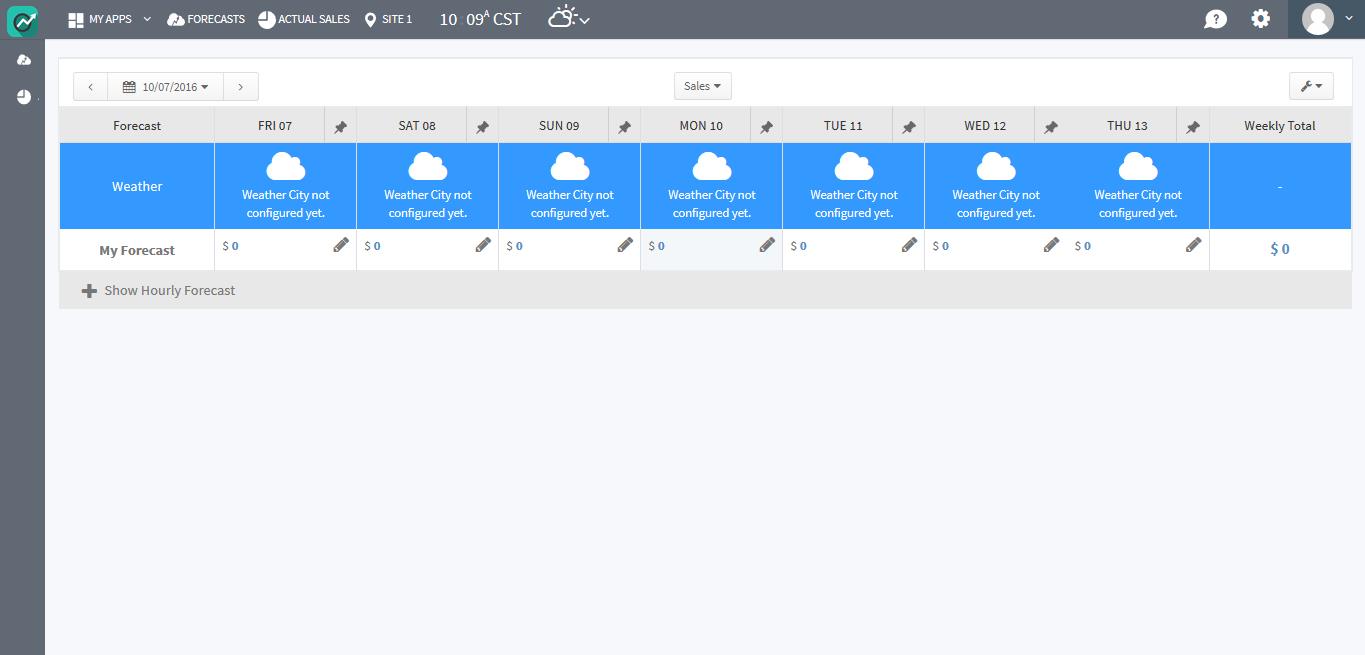 MY APPS FORECASTS ACTUAL SALES SITE 1 10 09A CST ?
10/07/2016 Sales
Forecast FRI 07 SAT 08 SUN 09 MON 10 TUE 11 WED 12 THU 13 Weekly Total
Weather Weather City not configured yet. Weather City not configured yet. Weather City not configured yet. Weather City not configured yet. Weather City not configured yet. Weather City not configured yet. Weather City not configured yet. -
My Forecast $ 0 $ 0 $ 0 $ 0 $ 0 $ 0 $ 0 $ 0
Show Hourly Forecast